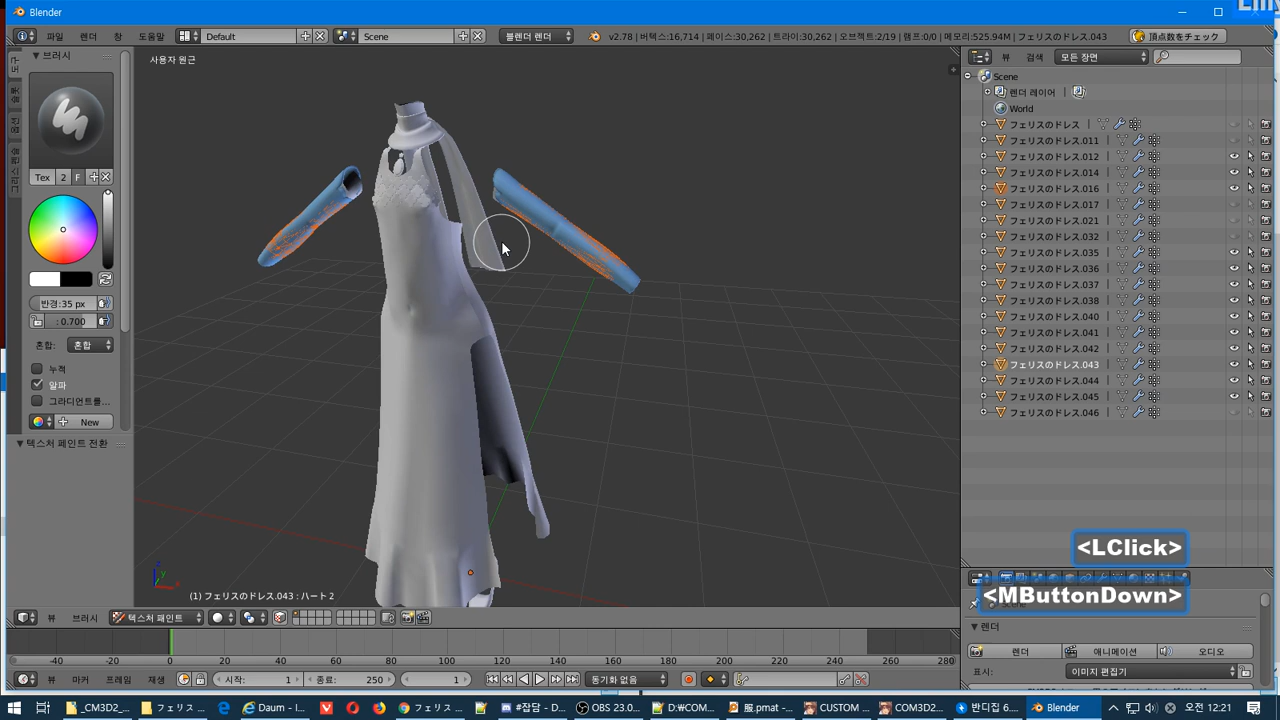 Blender
파일 렌더 창 도움말 Default Scene 블렌더 렌더 v2.78 | 버텍스:16,714 | 페이스:30,262 | 트라이:30,262 | 오브젝트:2/19 | 램프:0/0 | 메모리:525.94M | フェリスのドレス.043 頂点数をチェック
브러시
사용자 원근
뷰 검색 모든 장면
Scene
렌더 레이어
World
フェリスのドレス
フェリスのドレス.011
フェリスのドレス.012
フェリスのドレス.014
フェリスのドレス.016
フェリスのドレス.017
フェリスのドレス.021
フェリスのドレス.032
フェリスのドレス.035
フェリスのドレス.036
フェリスのドレス.037
フェリスのドレス.038
フェリスのドレス.040
フェリスのドレス.041
フェリスのドレス.042
フェリスのドレス.043
フェリスのドレス.044
フェリスのドレス.045
フェリスのドレス.046
Tex 2 F
반경:35 px
: 0.700
혼합: 혼합
누적
알파
그라디언트를...
New
텍스처 페인트 전환
<LClick>
<MButtonDown>
(1) フェリスのドレス.043 : ハート 2
뷰 브러시 텍스처 페인트
렌더
렌더 애니메이션 오디오
표시: 이미지 편집기
-40 -20 0 20 40 60 80 100 120 140 160 180 200 220 240 260 280
뷰 마커 프레임 재생 시작: 1 종료: 250 1 동기화 없음
_CM3D2_... フェリス ... Daum - I... フェリス ... #잡담 - D... OBS 23.0... D:₩COM... 服.pmat - ... CUSTOM ... COM3D2... 반디집 6.... Blender 오전 12:21